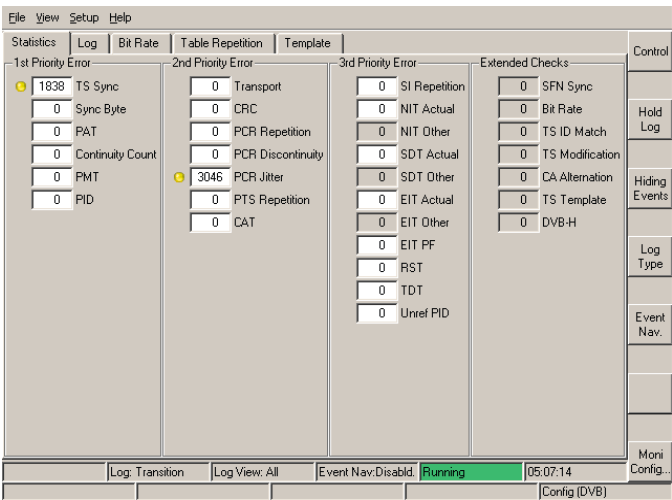 File View Setup Help
Statistics Log Bit Rate Table Repetition Template
1st Priority Error
1838 TS Sync
0 Sync Byte
0 PAT
0 Continuity Count
0 PMT
0 PID
2nd Priority Error
0 Transport
0 CRC
0 PCR Repetition
0 PCR Discontinuity
3046 PCR Jitter
0 PTS Repetition
0 CAT
3rd Priority Error
0 SI Repetition
0 NIT Actual
0 NIT Other
0 SDT Actual
0 SDT Other
0 EIT Actual
0 EIT Other
0 EIT PF
0 RST
0 TDT
0 Unref PID
Extended Checks
0 SFN Sync
0 Bit Rate
0 TS ID Match
0 TS Modification
0 CA Alternation
0 TS Template
0 DVB-H
Control
Hold
Log
Hiding
Events
Log
Type
Event
Nav.
Moni
Config...
Log: Transition Log View: All Event Nav:Disabld. Running 05:07:14
Config (DVB)